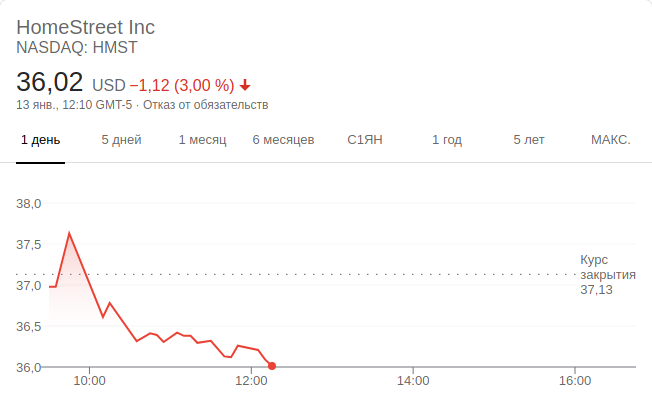 HomeStreet Inc
NASDAQ: HMST
36,02 USD −1,12 (3,00 %)
13 янв., 12:10 GMT-5 · Отказ от обязательств
1 день 5 дней 1 месяц 6 месяцев С1ЯН 1 год 5 лет МАКС.
38,0
37,5
Курс
закрытия
37,13
37,0
36,5
36,0
10:00 12:00 14:00 16:00